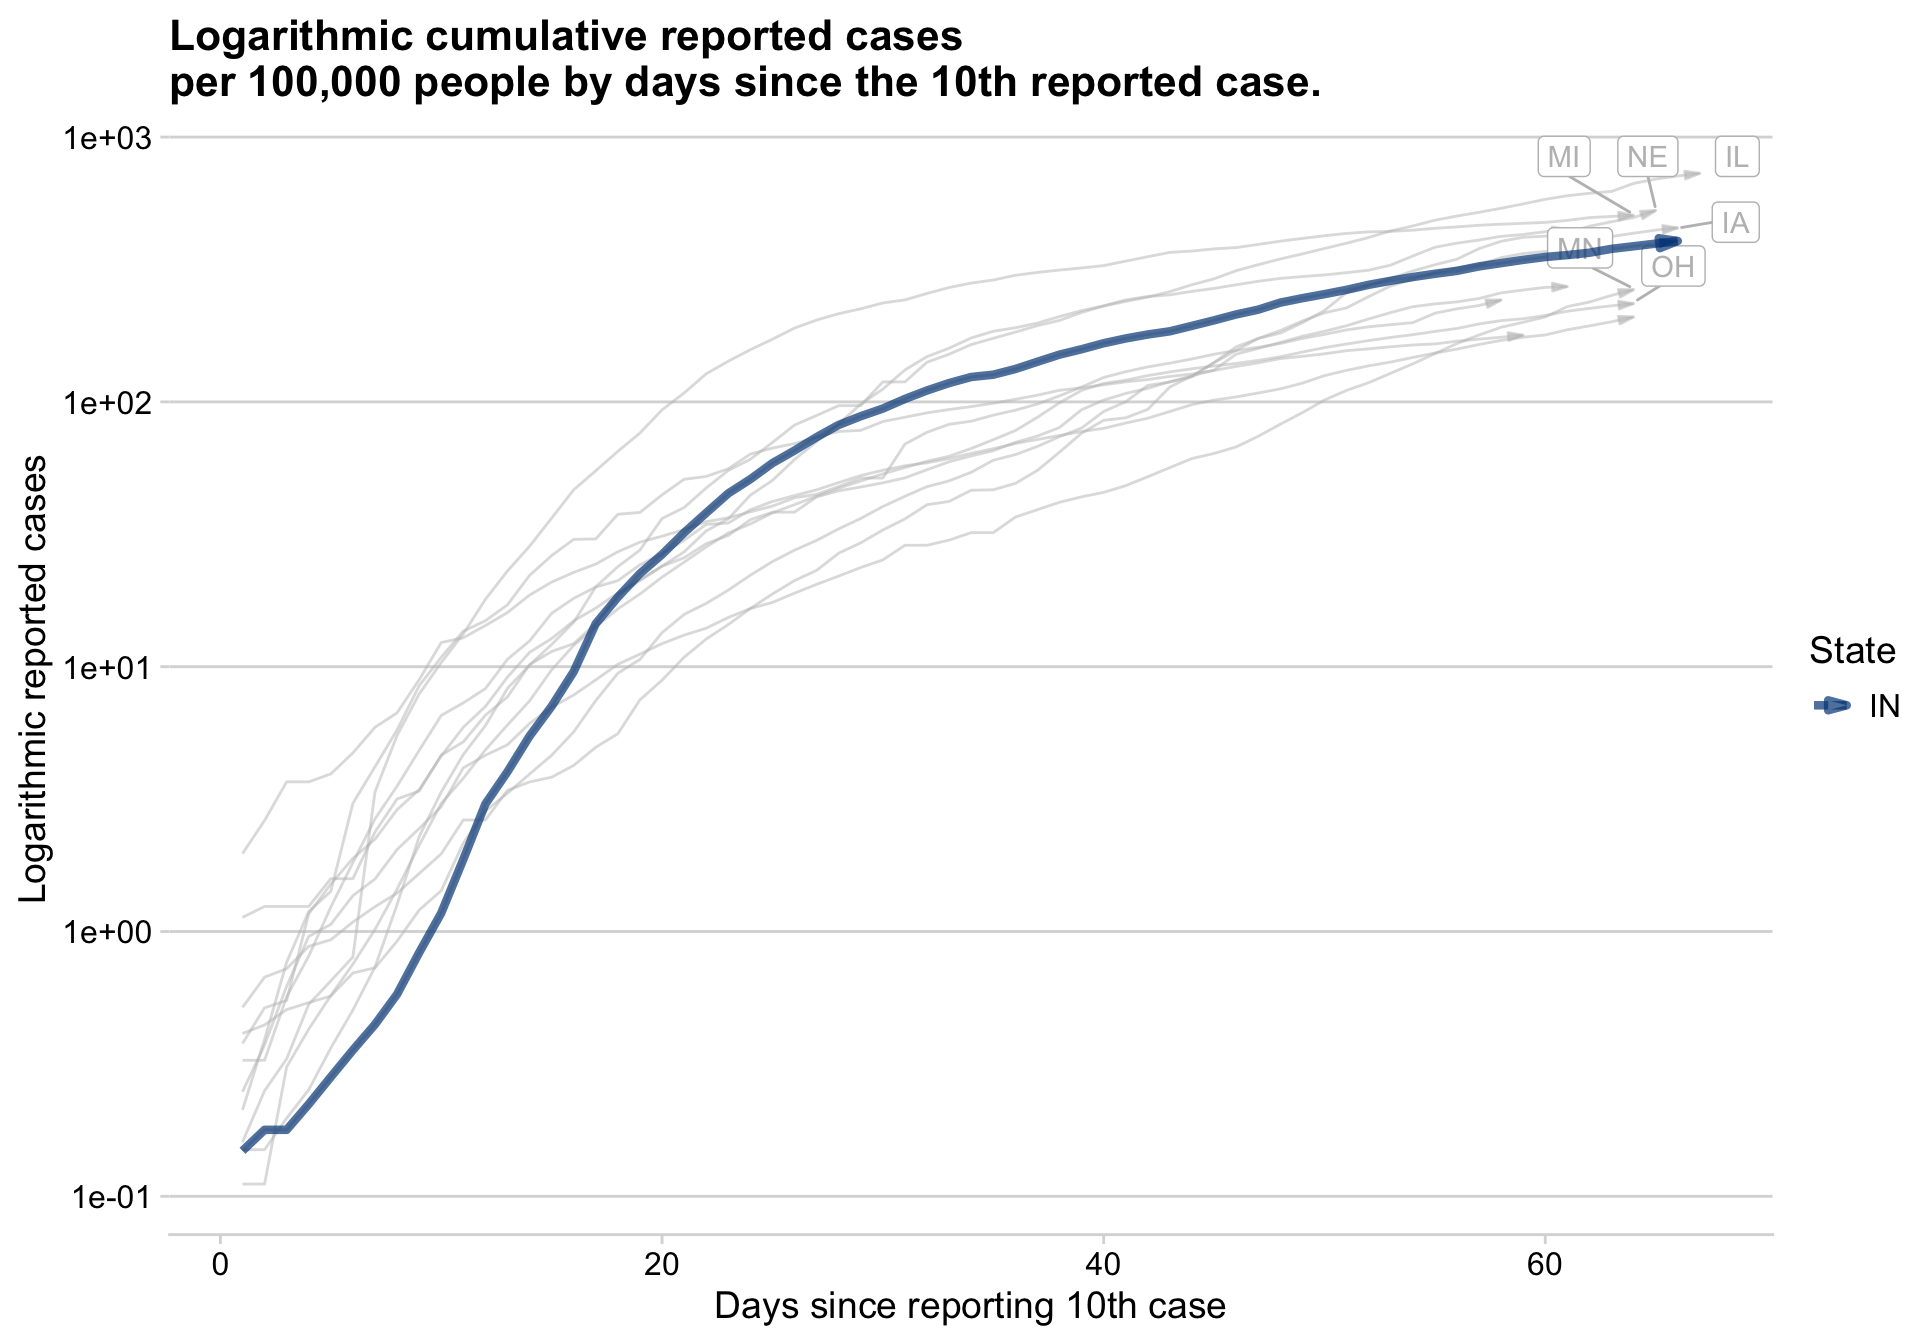 Logarithmic cumulative reported cases
per 100,000 people by days since the 10th reported case.
1e+03
MI
NE
IL
IA
MN
OH
1e+02
1e+01
1e+00
1e-01
Logarithmic reported cases
State
IN
0
20
40
60
Days since reporting 10th case